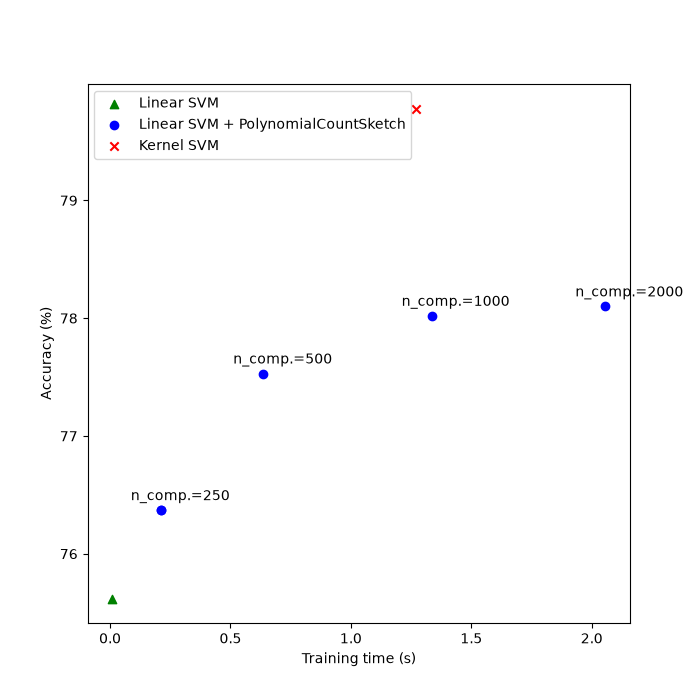 Linear SVM
Linear SVM + PolynomialCountSketch
Kernel SVM
79
78
77
76
Accuracy (%)
n_comp.=2000
n_comp.=1000
n_comp.=500
n_comp.=250
0.0 0.5 1.0 1.5 2.0
Training time (s)